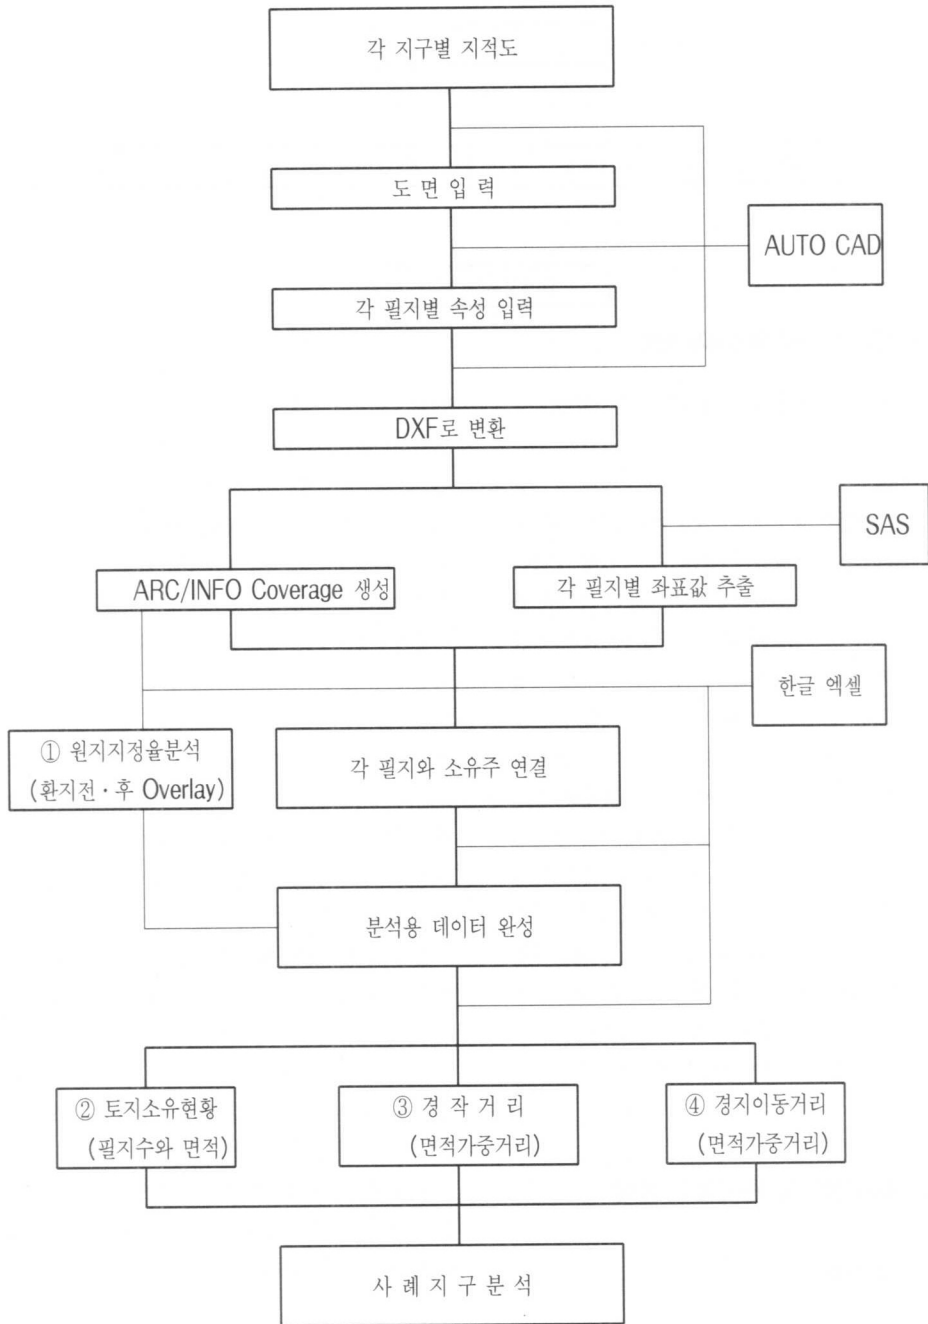 각 지구별 지적도
도 면 입 력
AUTO CAD
각 필지별 속성 입력
DXF로 변환
SAS
ARC/INFO Coverage 생성
각 필지별 좌표값 추출
한글 엑셀
① 원지지정율분석
(환지전·후 Overlay)
각 필지와 소유주 연결
분석용 데이터 완성
② 토지소유현황
(필지수와 면적)
③ 경 작 거 리
(면적가중거리)
④ 경지이동거리
(면적가중거리)
사 례 지 구 분 석